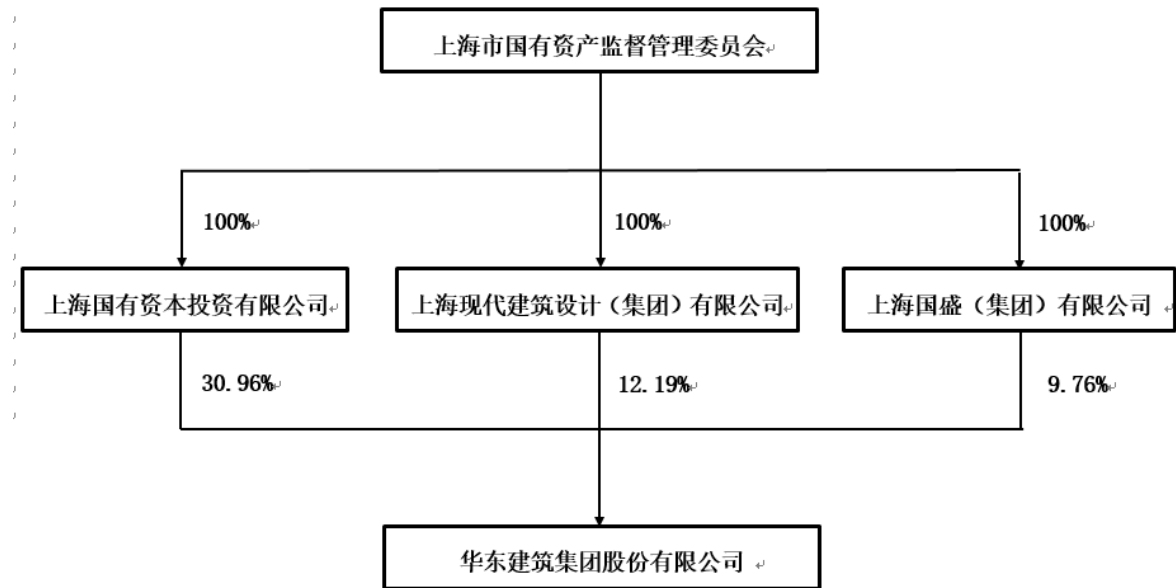 上海市国有资产监督管理委员会
100%
100%
100%
上海国有资本投资有限公司
上海现代建筑设计（集团）有限公司
上海国盛（集团）有限公司
30.96%
12.19%
9.76%
华东建筑集团股份有限公司